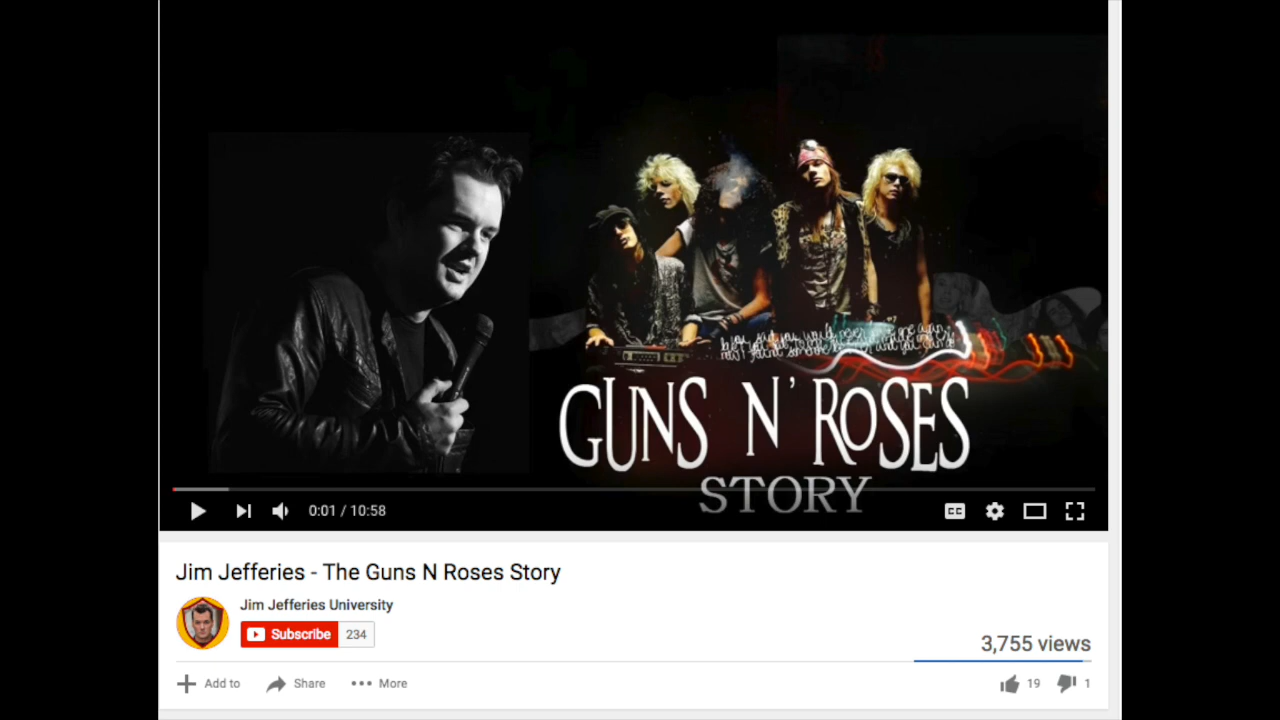 GUNS N' ROSES
STORY
0:01 / 10:58
CC
Jim Jefferies - The Guns N Roses Story
Jim Jefferies University
Subscribe 234
3,755 views
Add to Share More
19 1